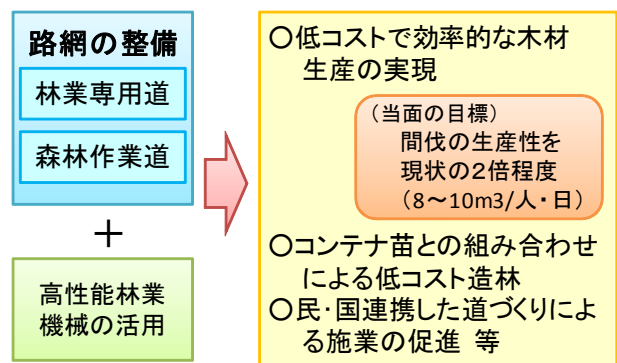 路網の整備
林業専用道
森林作業道
＋
高性能林業
機械の活用
○低コストで効率的な木材
生産の実現
（当面の目標）
間伐の生産性を
現状の２倍程度
（8～10m3/人・日）
○コンテナ苗との組み合わせ
による低コスト造林
○民・国連携した道づくりによ
る施業の促進 等